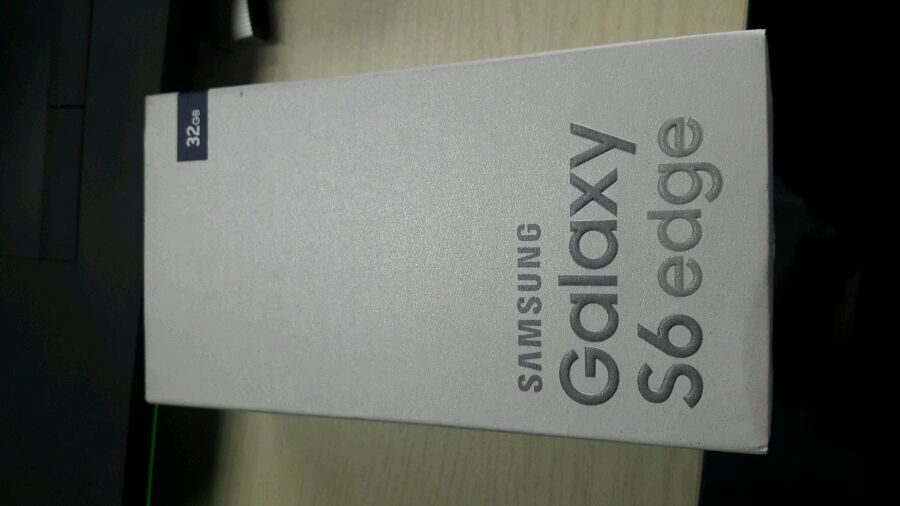 32GB
SAMSUNG
Galaxy
S6 edge